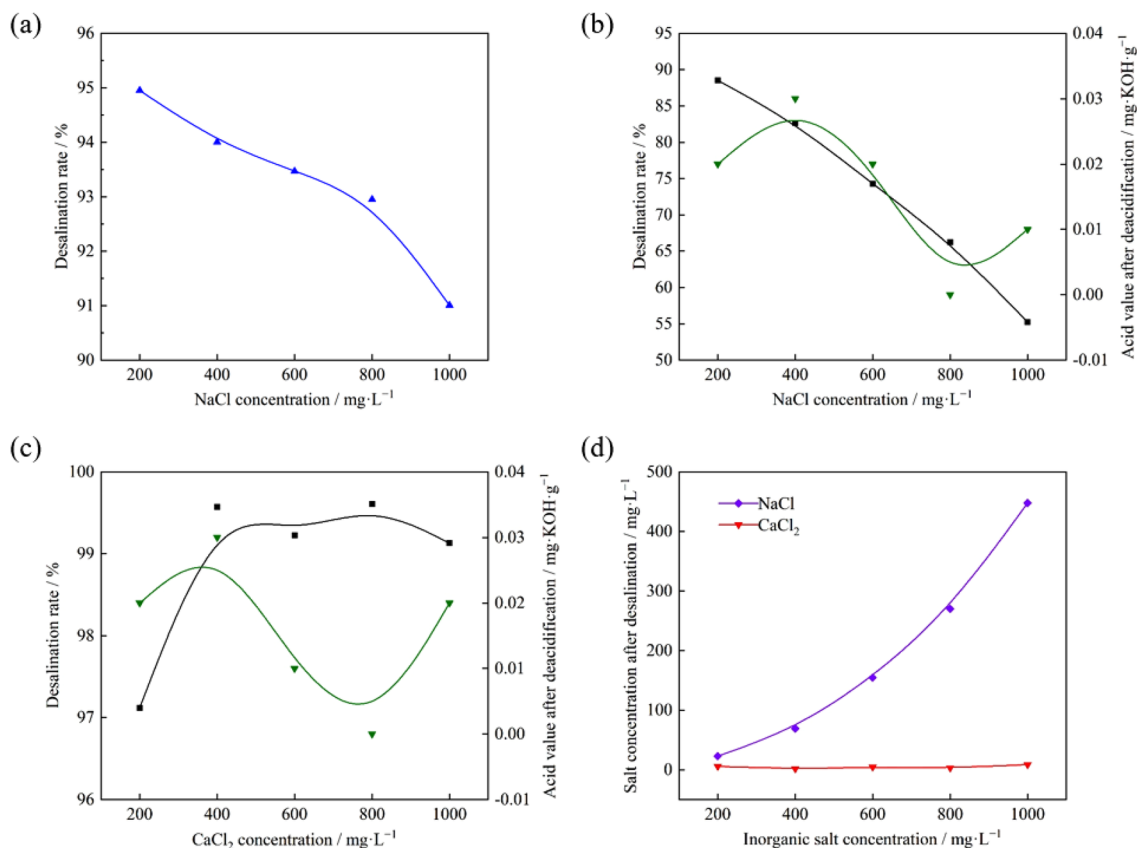 (a)
96
95
94
93
92
91
90
Desalination rate / %
200 400 600 800 1000
NaCl concentration / mg·L⁻¹
(b)
95
90
85
80
75
70
65
60
55
50
Desalination rate / %
0.04
0.03
0.02
0.01
0.00
-0.01
Acid value after deacidification / mg·KOH·g⁻¹
200 400 600 800 1000
NaCl concentration / mg·L⁻¹
(c)
100
99
98
97
96
Desalination rate / %
0.04
0.03
0.02
0.01
0.00
-0.01
Acid value after deacidification / mg·KOH·g⁻¹
200 400 600 800 1000
CaCl₂ concentration / mg·L⁻¹
(d)
500
400
300
200
100
0
Salt concentration after desalination / mg·L⁻¹
NaCl
CaCl₂
200 400 600 800 1000
Inorganic salt concentration / mg·L⁻¹